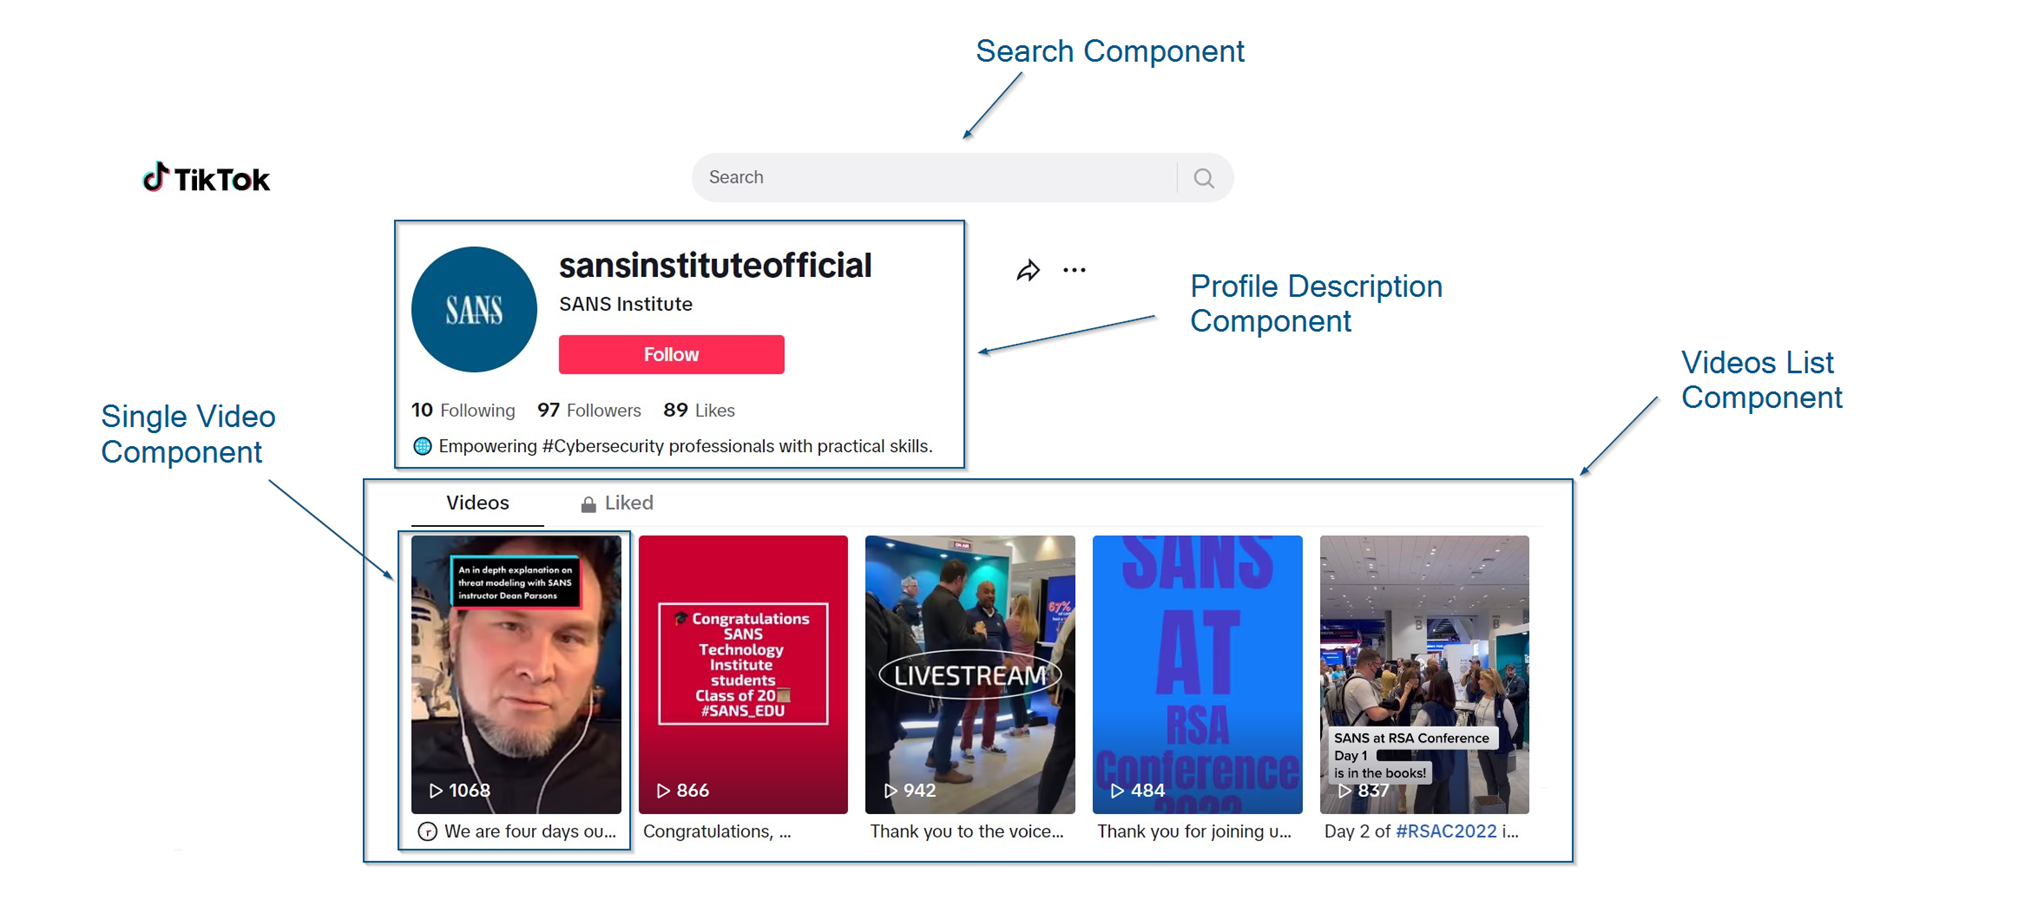 Search Component
TikTok
Search
SANS
sansinstituteofficial
SANS Institute
Follow
10 Following 97 Followers 89 Likes
Empowering #Cybersecurity professionals with practical skills.
Profile Description
Component
Videos List
Component
Single Video
Component
Videos Liked
An in depth explanation on
threat modeling with SANS
instructor Dean Parsons
1068
We are four days ou...
Congratulations
SANS
Technology
Institute
students
Class of 20
#SANS_EDU
866
Congratulations, ...
ON AIR
67%
LIVESTREAM
942
Thank you to the voice...
SANS
AT
RSA
Conference
2022
484
Thank you for joining u...
SANS at RSA Conference
Day 1
is in the books!
837
Day 2 of #RSAC2022 i...